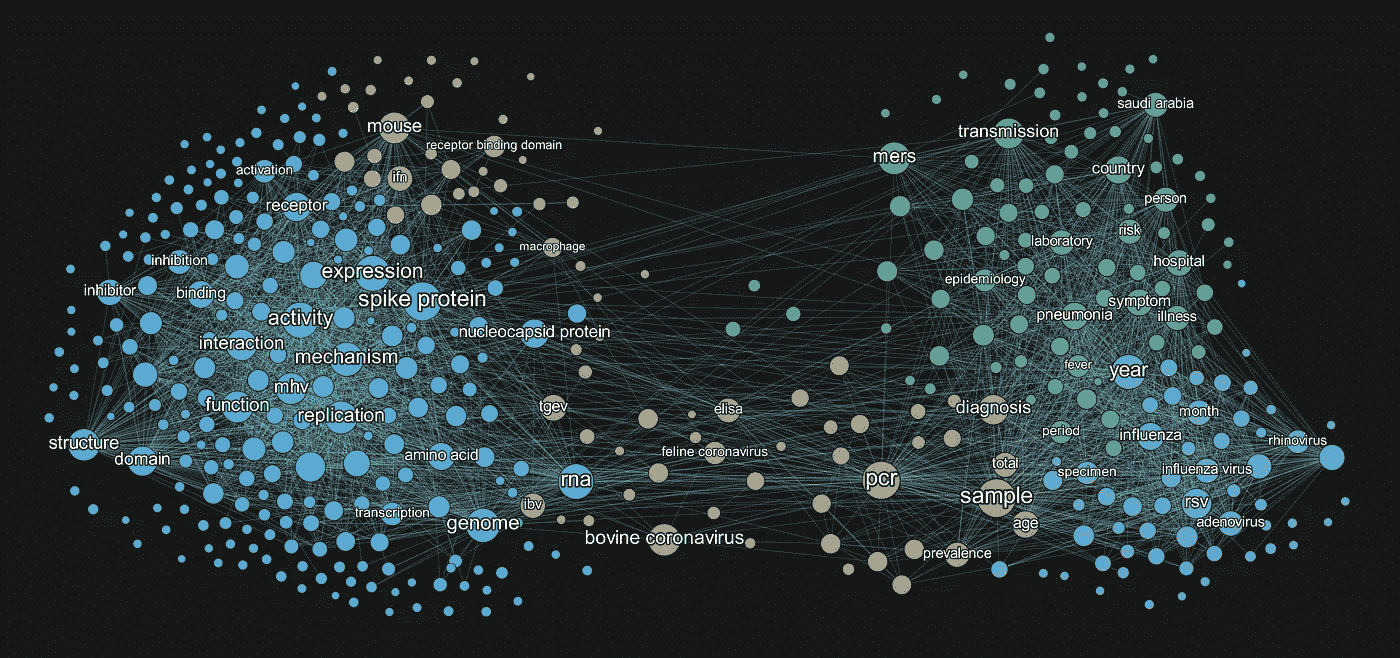 saudi arabia
mouse
transmission
receptor binding domain
mers
activation
country
ifn
person
receptor
risk
laboratory
macrophage
inhibition
hospital
expression
epidemiology
inhibitor
binding
spike protein
symptom
pneumonia
illness
activity
nucleocapsid protein
interaction
mechanism
fever
year
mhv
function
tgev
elisa
diagnosis
month
replication
period
influenza
structure
rhinovirus
domain
amino acid
feline coronavirus
total
specimen
influenza virus
rna
pcr
sample
rsv
ibv
transcription
genome
age
adenovirus
bovine coronavirus
prevalence